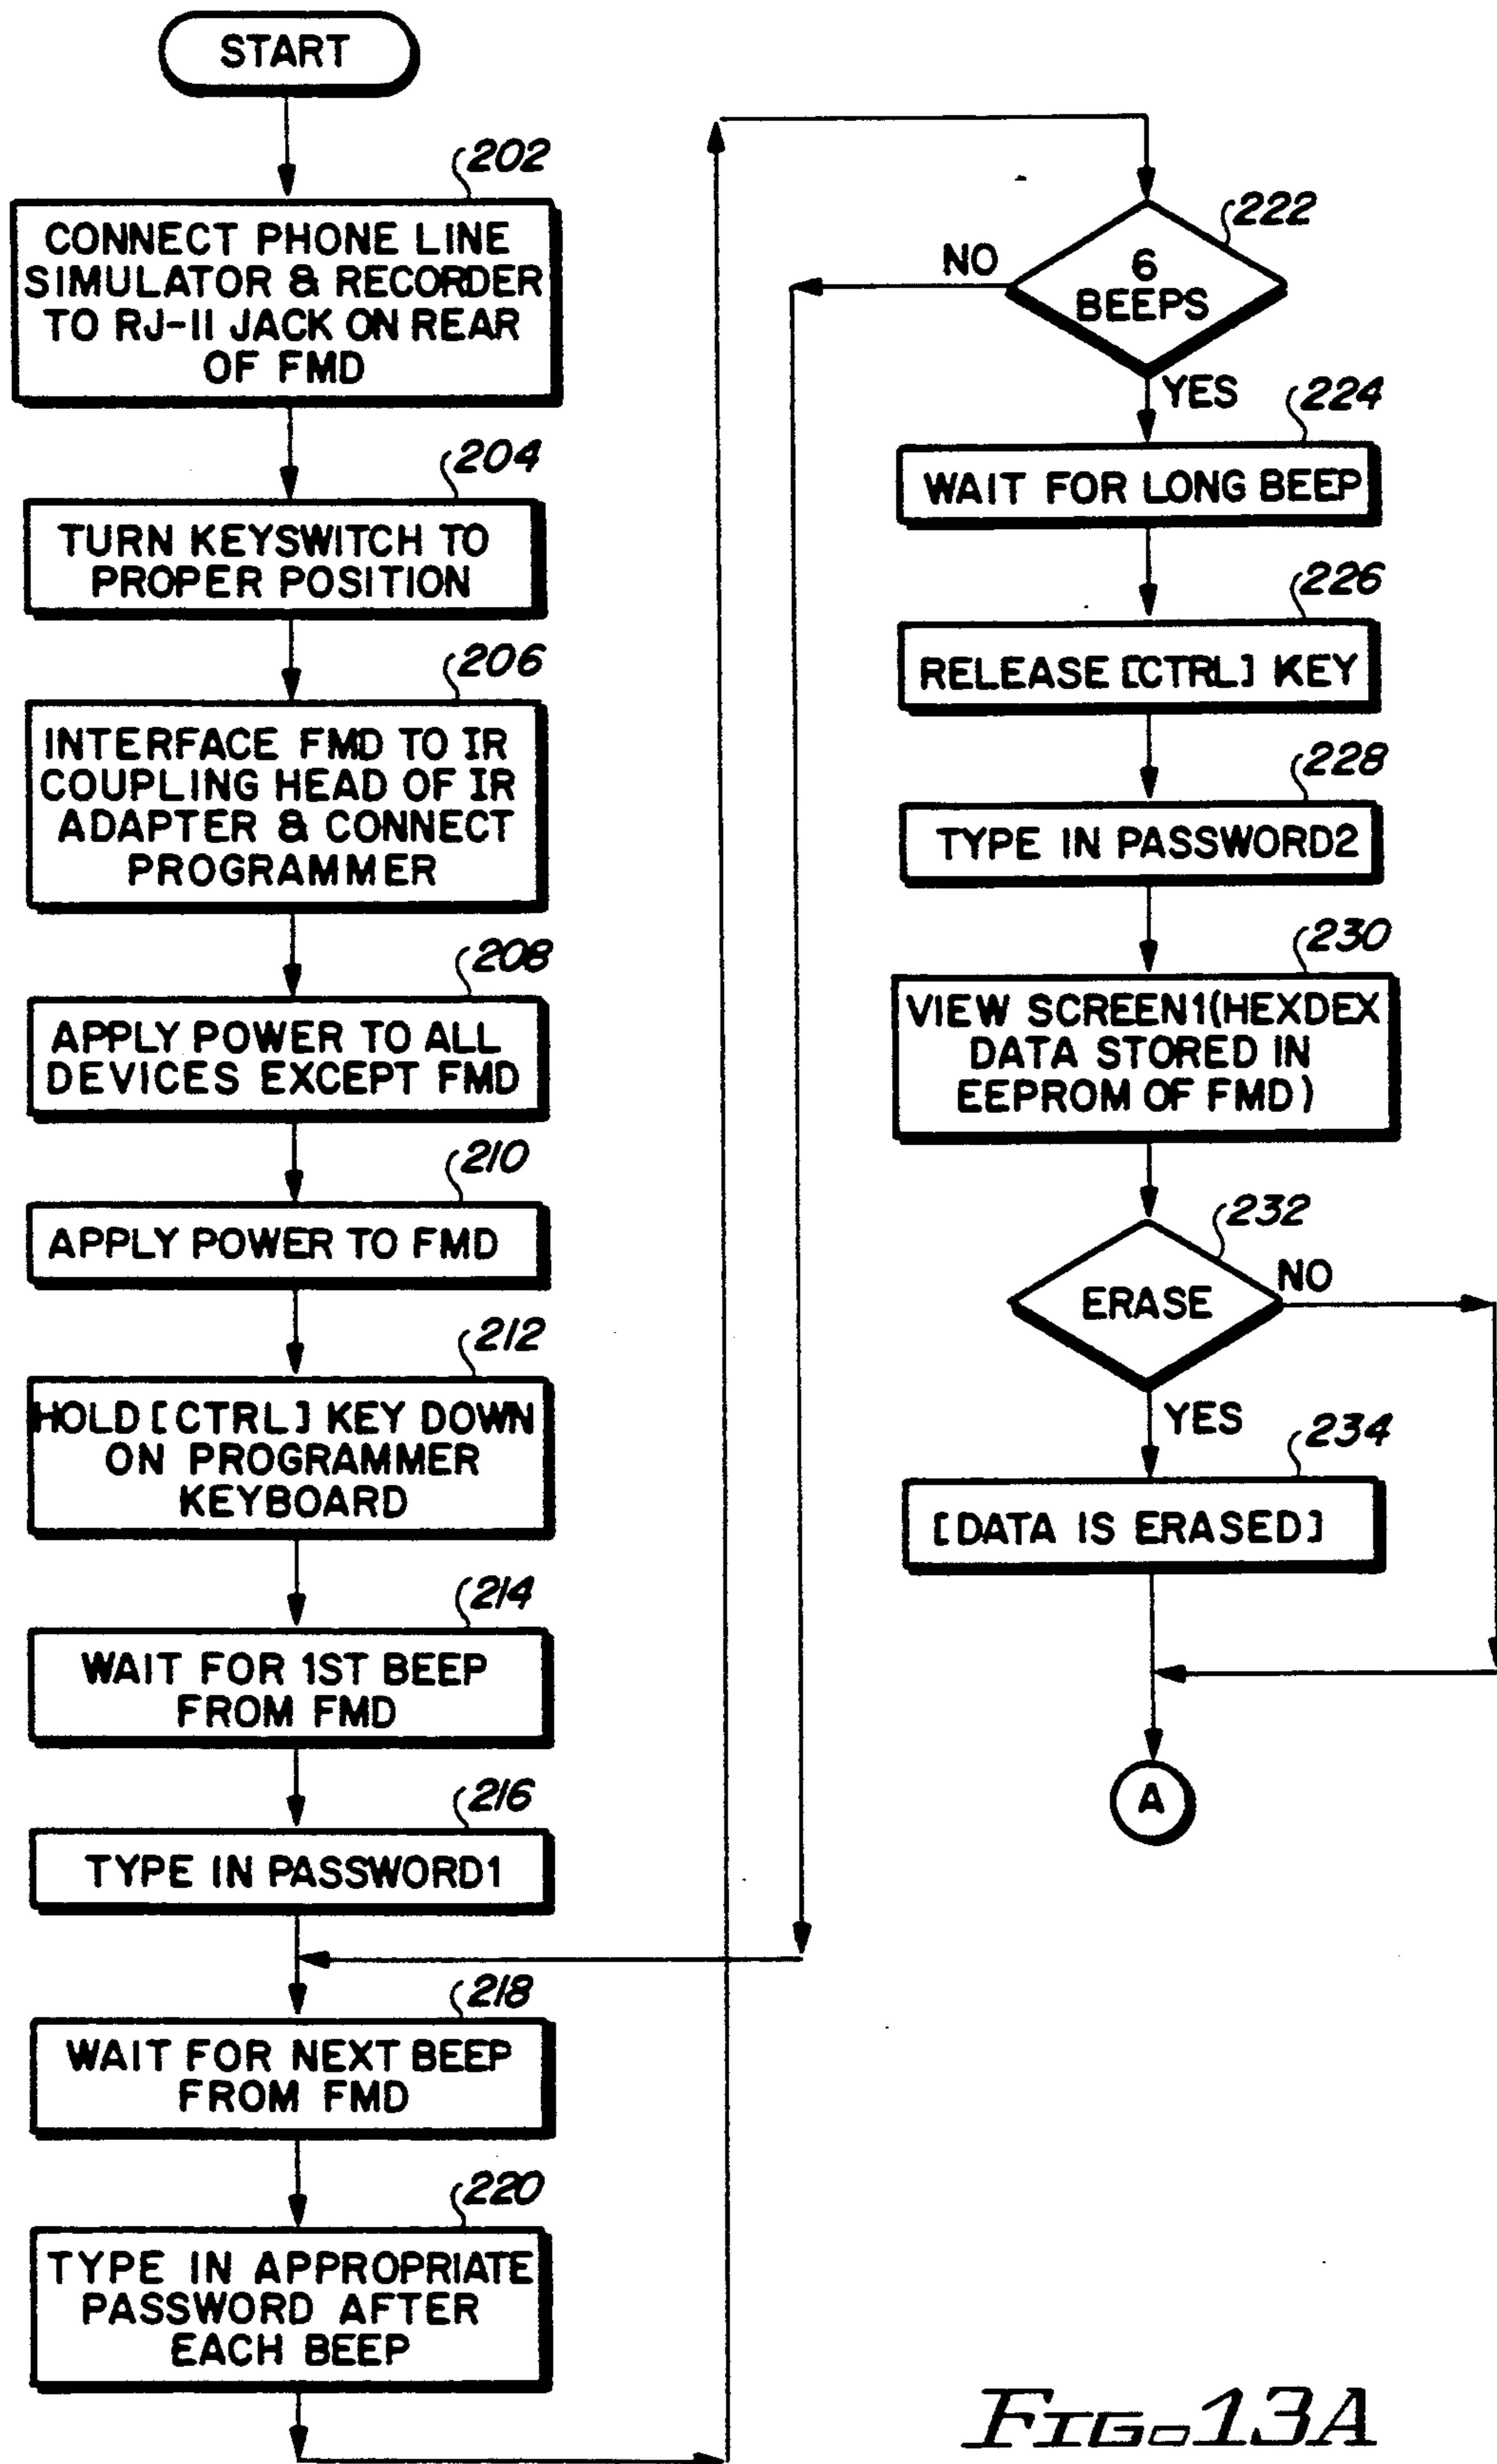 START
202
CONNECT PHONE LINE
SIMULATOR & RECORDER
TO RJ-11 JACK ON REAR
OF FMD
204
TURN KEYSWITCH TO
PROPER POSITION
206
INTERFACE FMD TO IR
COUPLING HEAD OF IR
ADAPTER & CONNECT
PROGRAMMER
208
APPLY POWER TO ALL
DEVICES EXCEPT FMD
210
APPLY POWER TO FMD
212
HOLD [CTRL] KEY DOWN
ON PROGRAMMER
KEYBOARD
214
WAIT FOR 1ST BEEP
FROM FMD
216
TYPE IN PASSWORD1
218
WAIT FOR NEXT BEEP
FROM FMD
220
TYPE IN APPROPRIATE
PASSWORD AFTER
EACH BEEP
222
6
BEEPS
NO
YES
224
WAIT FOR LONG BEEP
226
RELEASE [CTRL] KEY
228
TYPE IN PASSWORD2
230
VIEW SCREEN1(HEXDEX
DATA STORED IN
EEPROM OF FMD)
232
ERASE
NO
YES
234
[DATA IS ERASED]
A
FIG. 13A